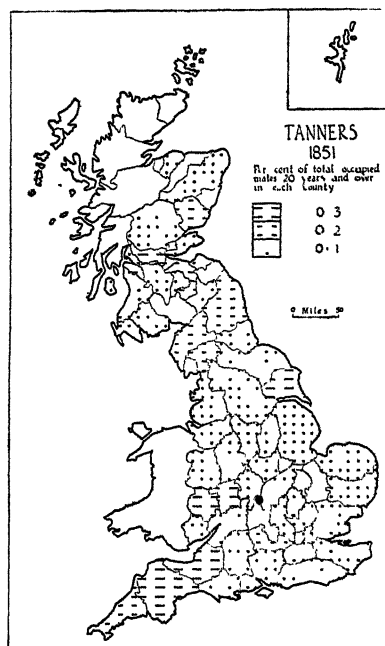 TANNERS
1851
Per cent of total occupied
males 20 years and over
in each County
0 3
0 2
0·1
0 Miles 50